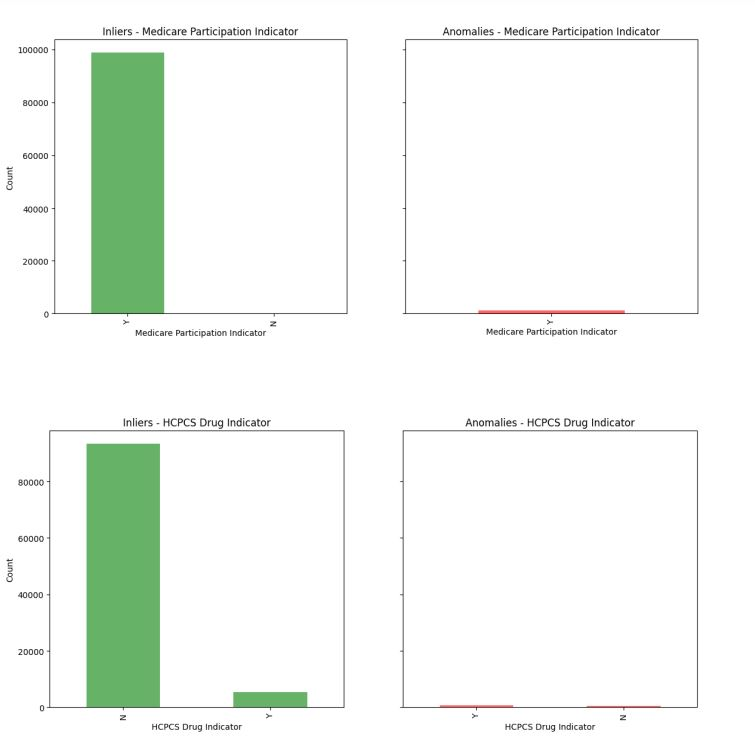 Inliers - Medicare Participation Indicator
Anomalies - Medicare Participation Indicator
100000
80000
60000
40000
20000
0
Count
Y
N
Y
Medicare Participation Indicator
Medicare Participation Indicator
Inliers - HCPCS Drug Indicator
Anomalies - HCPCS Drug Indicator
80000
60000
40000
20000
0
Count
N
Y
Y
N
HCPCS Drug Indicator
HCPCS Drug Indicator